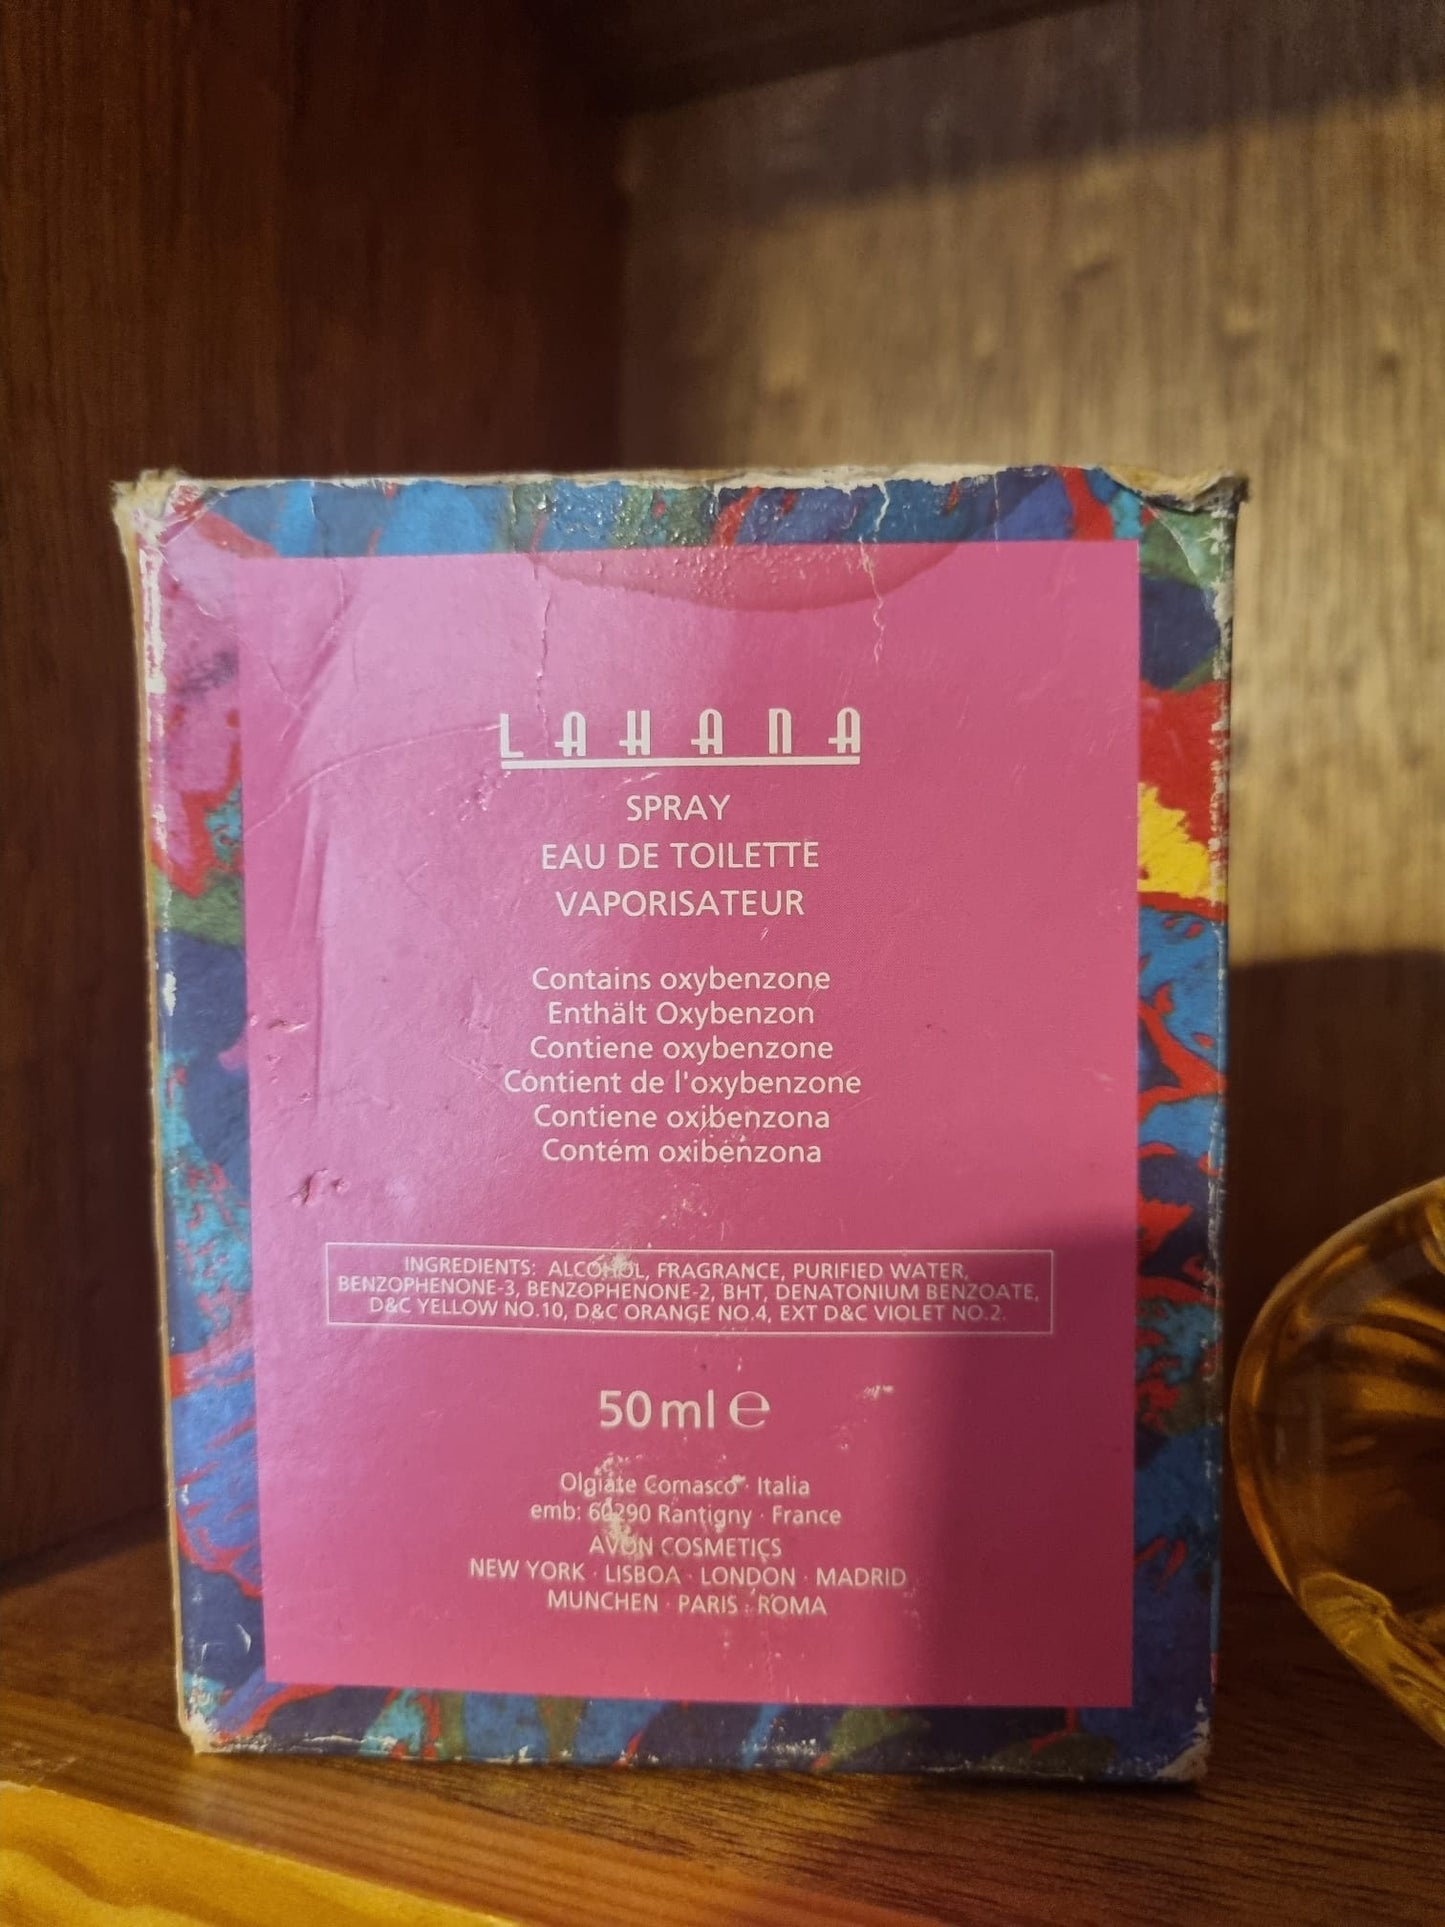 LAHANA
SPRAY
EAU DE TOILETTE
VAPORISATEUR
Contains oxybenzone
Enthält Oxybenzon
Contiene oxybenzone
Contient de l'oxybenzone
Contiene oxibenzona
Contém oxibenzona
INGREDIENTS: ALCOHOL, FRAGRANCE, PURIFIED WATER,
BENZOPHENONE-3, BENZOPHENONE-2, BHT, DENATONIUM BENZOATE,
D&C YELLOW NO.10, D&C ORANGE NO.4, EXT D&C VIOLET NO.2.
50 ml ℮
Olgiate Comasco · Italia
emb: 60290 Rantigny · France
AVON COSMETICS
NEW YORK · LISBOA · LONDON · MADRID
MUNCHEN · PARIS · ROMA